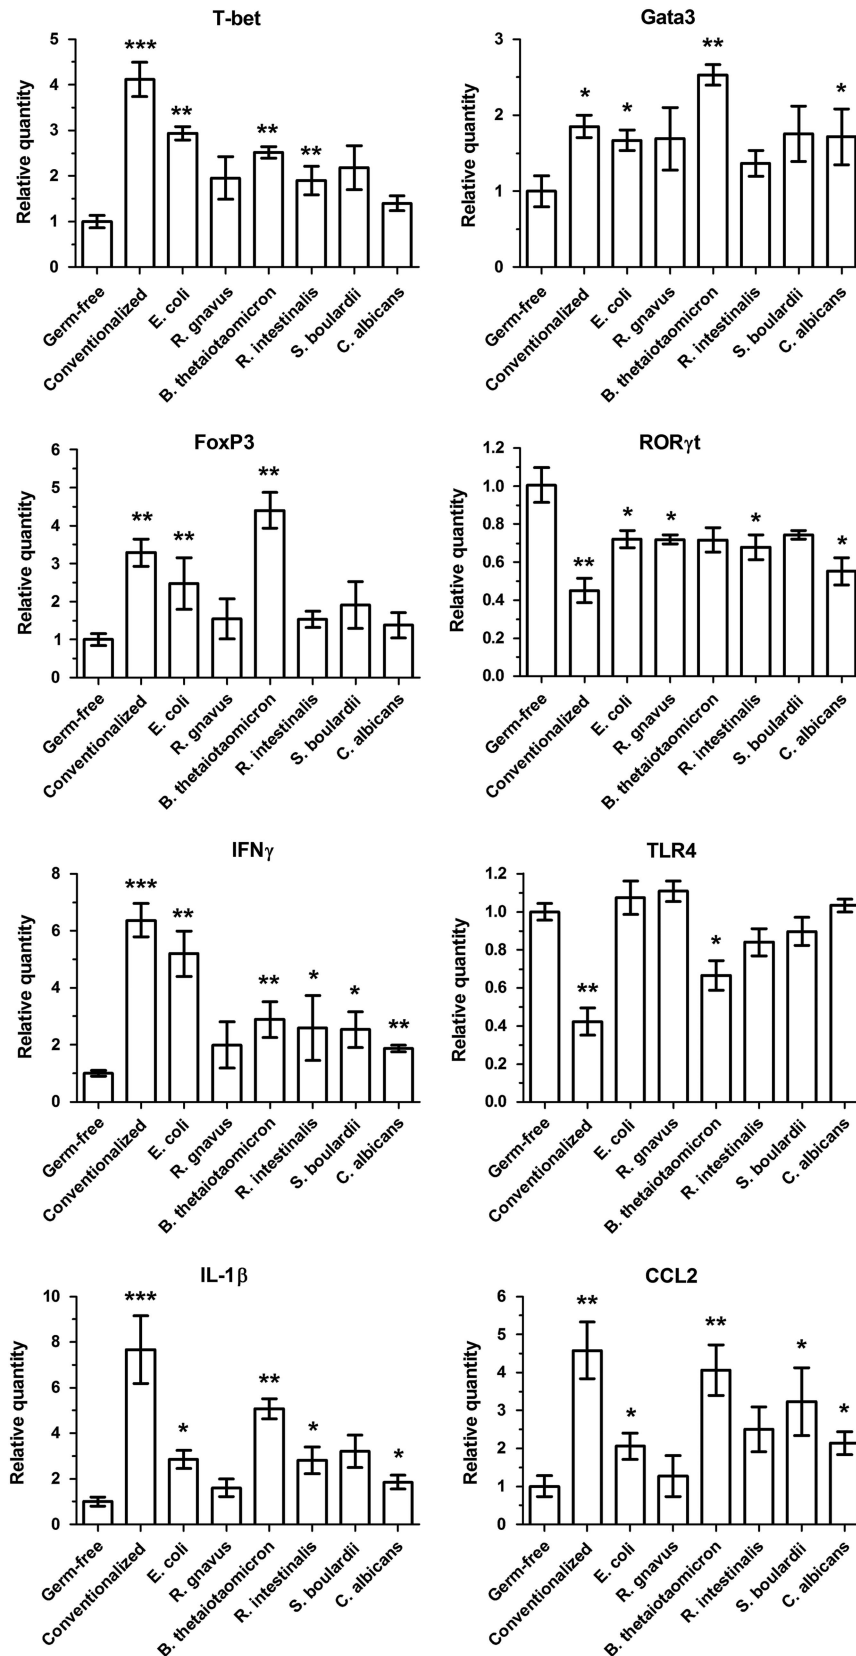 T-bet
Relative quantity
5
4
3
2
1
0
***
**
**
**
Germ-free
Conventionalized
E. coli
R. gnavus
B. thetaiotaomicron
R. intestinalis
S. boulardii
C. albicans
Gata3
Relative quantity
3
2
1
0
*
*
**
*
Germ-free
Conventionalized
E. coli
R. gnavus
B. thetaiotaomicron
R. intestinalis
S. boulardii
C. albicans
FoxP3
Relative quantity
6
5
4
3
2
1
0
**
**
**
Germ-free
Conventionalized
E. coli
R. gnavus
B. thetaiotaomicron
R. intestinalis
S. boulardii
C. albicans
RORγt
Relative quantity
1.2
1.0
0.8
0.6
0.4
0.2
0.0
**
*
*
*
*
Germ-free
Conventionalized
E. coli
R. gnavus
B. thetaiotaomicron
R. intestinalis
S. boulardii
C. albicans
IFNγ
Relative quantity
8
6
4
2
0
***
**
**
*
*
**
Germ-free
Conventionalized
E. coli
R. gnavus
B. thetaiotaomicron
R. intestinalis
S. boulardii
C. albicans
TLR4
Relative quantity
1.2
1.0
0.8
0.6
0.4
0.2
0.0
**
*
Germ-free
Conventionalized
E. coli
R. gnavus
B. thetaiotaomicron
R. intestinalis
S. boulardii
C. albicans
IL-1β
Relative quantity
10
8
6
4
2
0
***
*
**
*
*
Germ-free
Conventionalized
E. coli
R. gnavus
B. thetaiotaomicron
R. intestinalis
S. boulardii
C. albicans
CCL2
Relative quantity
6
5
4
3
2
1
0
**
*
**
*
*
Germ-free
Conventionalized
E. coli
R. gnavus
B. thetaiotaomicron
R. intestinalis
S. boulardii
C. albicans